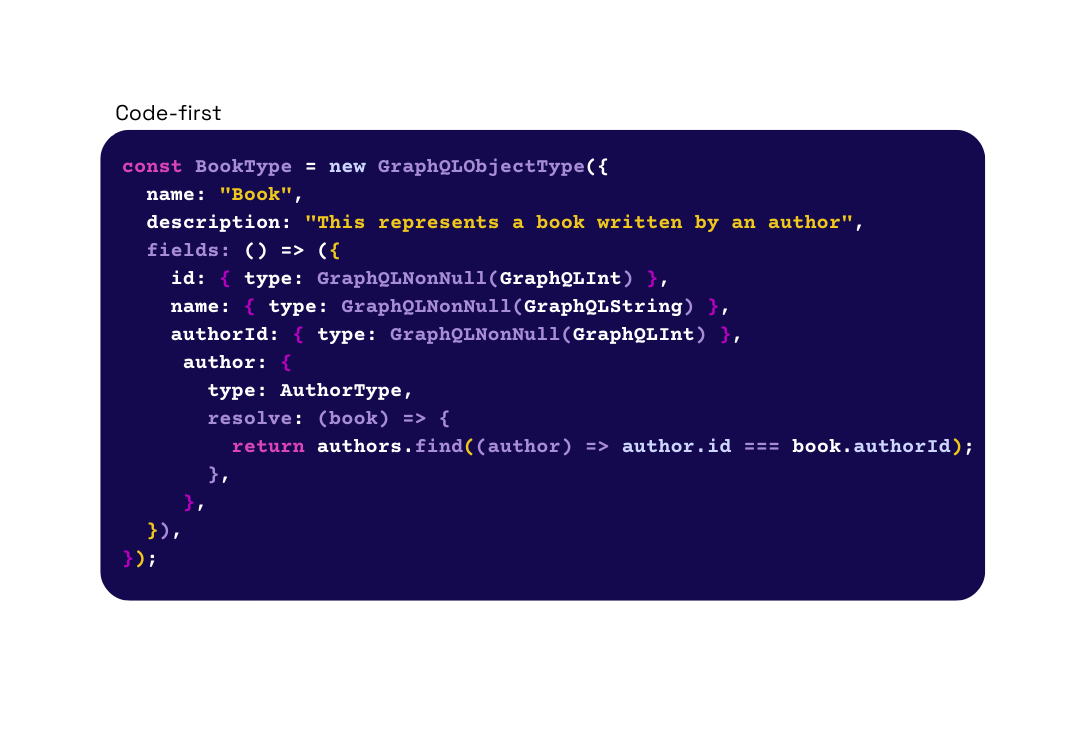 Code-first
const BookType = new GraphQLObjectType({
  name: "Book",
  description: "This represents a book written by an author",
  fields: () => ({
    id: { type: GraphQLNonNull(GraphQLInt) },
    name: { type: GraphQLNonNull(GraphQLString) },
    authorId: { type: GraphQLNonNull(GraphQLInt) },
     author: {
       type: AuthorType,
       resolve: (book) => {
         return authors.find((author) => author.id === book.authorId);
       },
     },
  }),
});